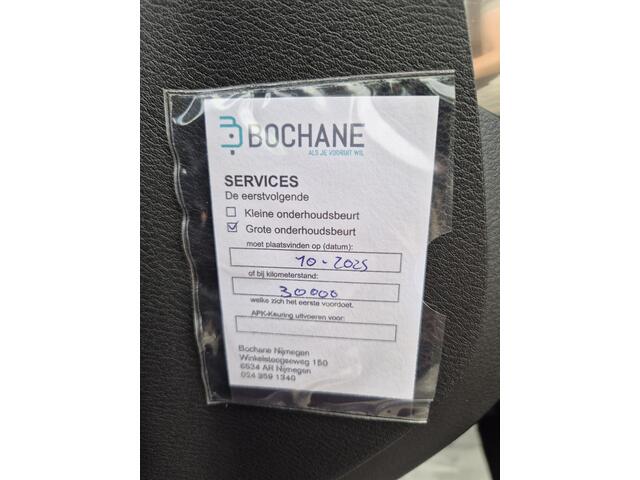 BOCHANE
ALS JE VOORUIT WIL
SERVICES
De eerstvolgende
Kleine onderhoudsbeurt
Grote onderhoudsbeurt
moet plaatsvinden op (datum):
10-2025
of bij kilometerstand:
30000
welke zich het eerste voordoet.
APK-Keuring uitvoeren voor:
Bochane Nijmegen
Winkelsteegseweg 150
6534 AR Nijmegen
024 359 1340